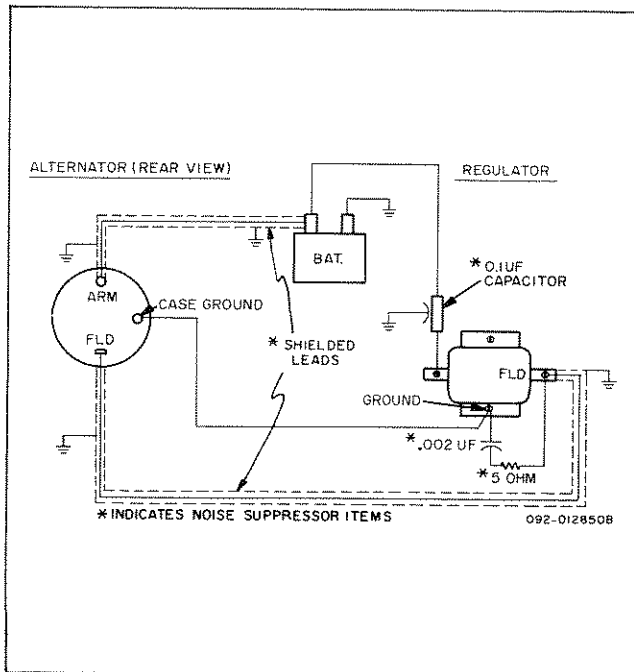 ALTERNATOR (REAR VIEW)
REGULATOR
BAT.
* 0.1UF
CAPACITOR
ARM
CASE GROUND
FLD
* SHIELDED
LEADS
FLD
GROUND
*.002 UF
*5 OHM
* INDICATES NOISE SUPPRESSOR ITEMS
092-0128508